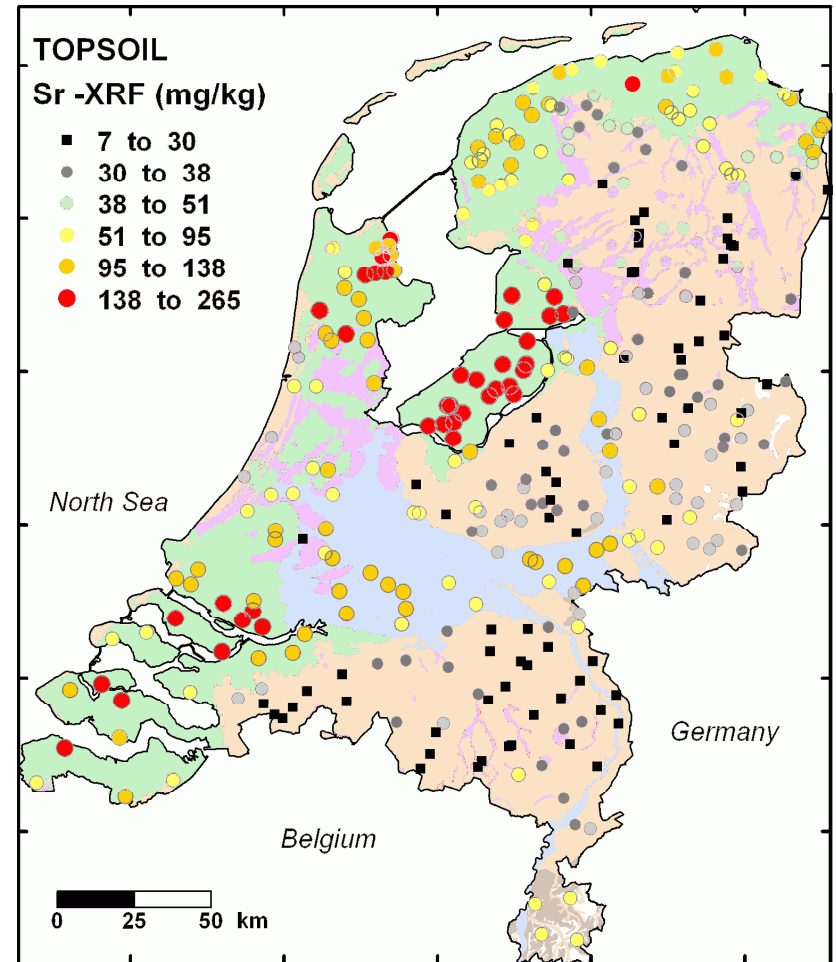 TOPSOIL
Sr -XRF (mg/kg)
7 to 30
30 to 38
38 to 51
51 to 95
95 to 138
138 to 265
North Sea
Germany
Belgium
0 25 50 km